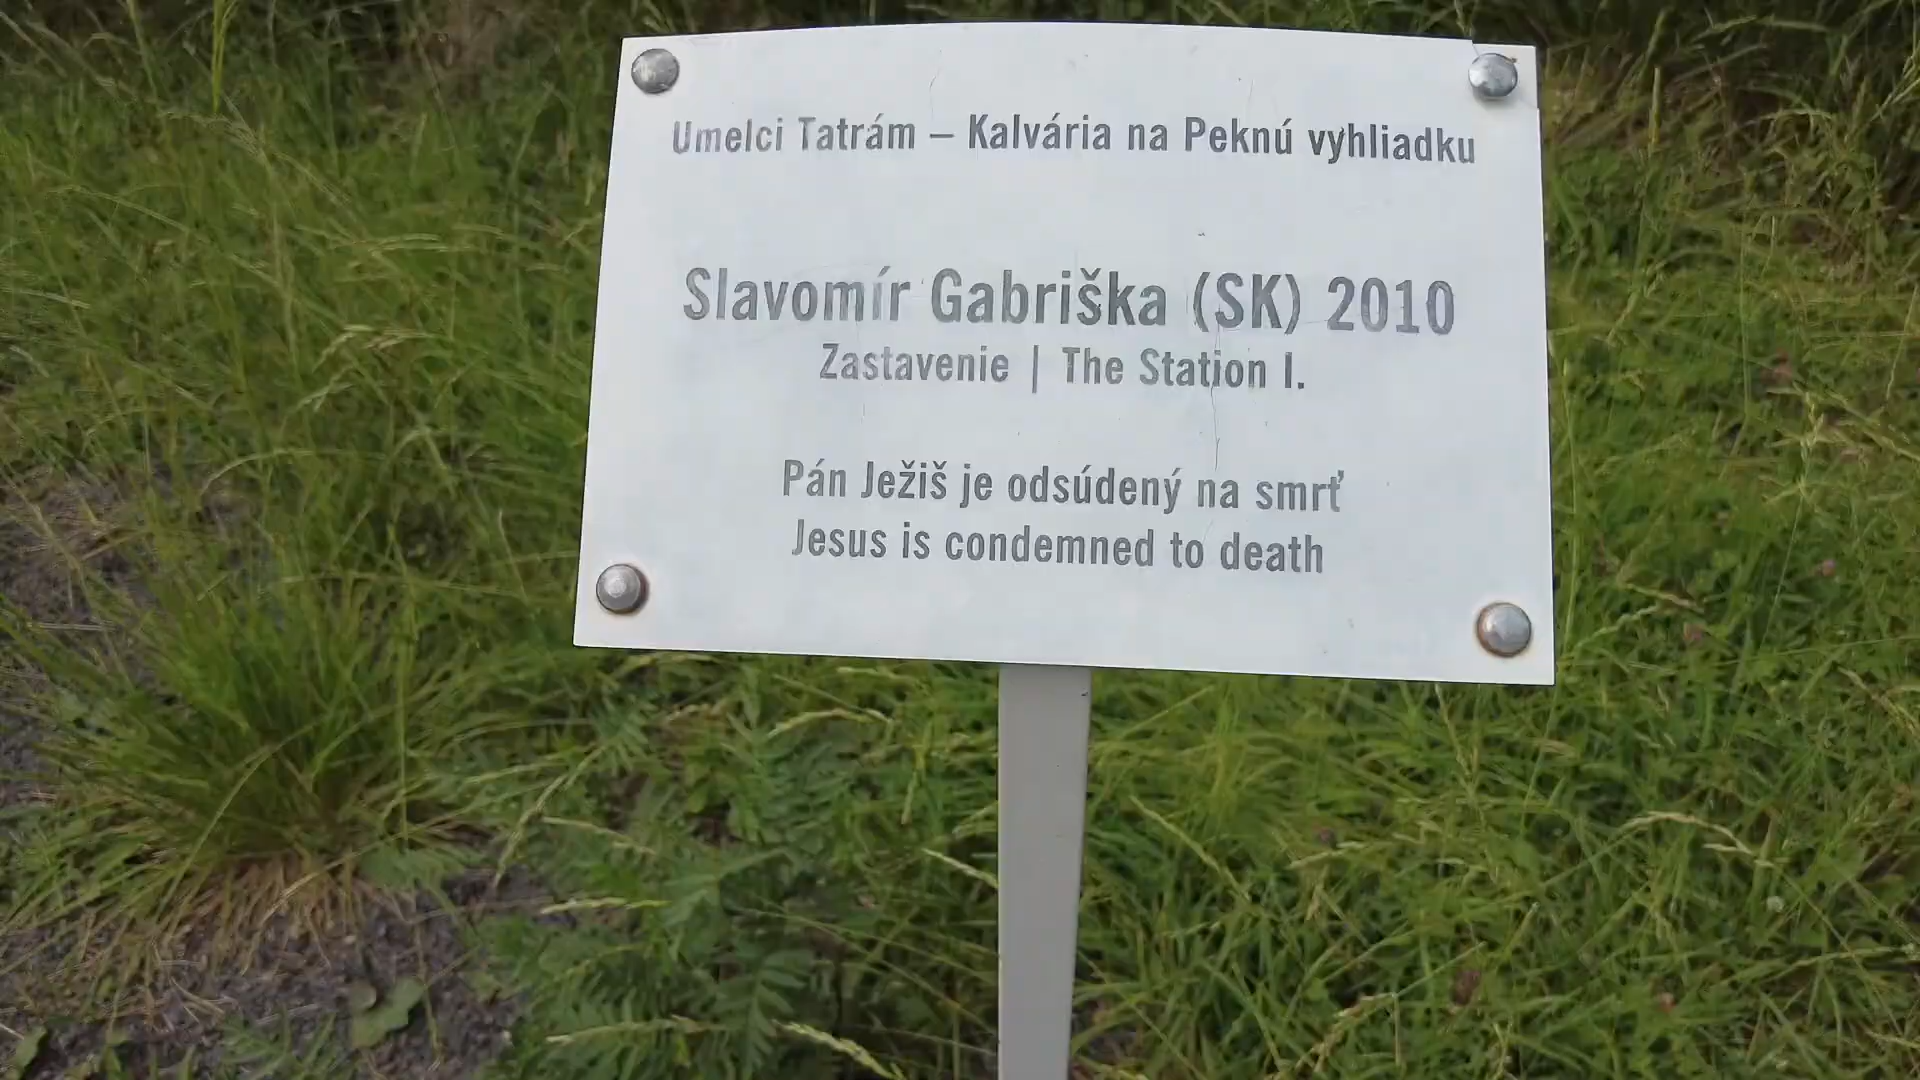 Umelci Tatrám – Kalvária na Peknú vyhliadku
Slavomír Gabriška (SK) 2010
Zastavenie | The Station I.
Pán Ježiš je odsúdený na smrť
Jesus is condemned to death